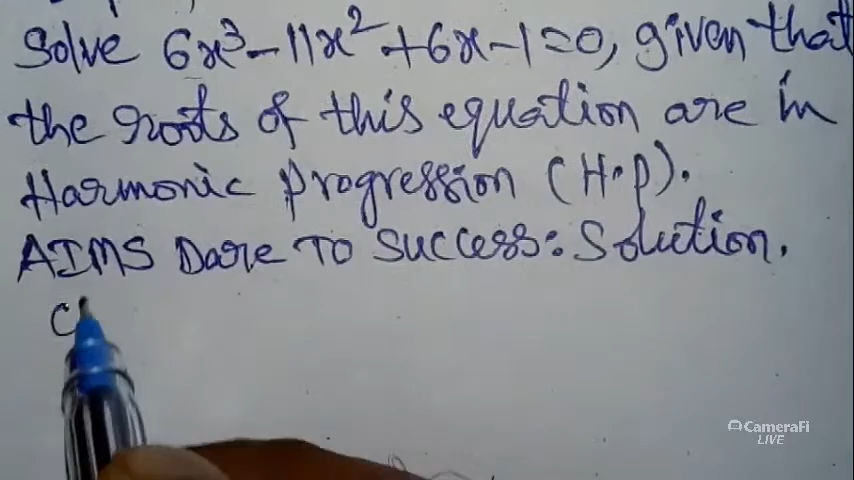 Solve 6x³-11x²+6x-1=0, given that
the roots of this equation are in
Harmonic Progression (H.P).
AIMS Dare To Success: Solution.
C
CameraFi
LIVE